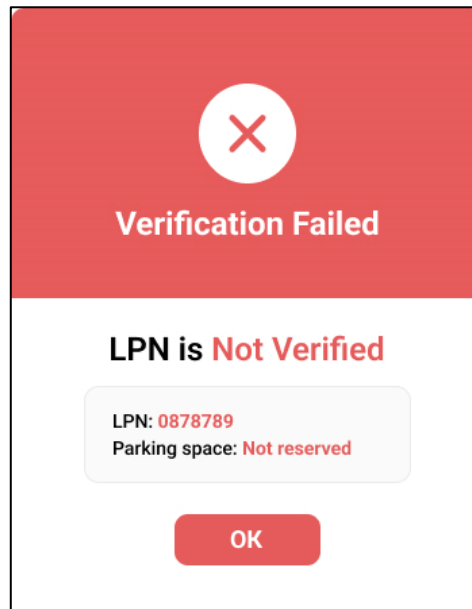 Verification Failed
LPN is Not Verified
LPN: 0878789
Parking space: Not reserved
OK